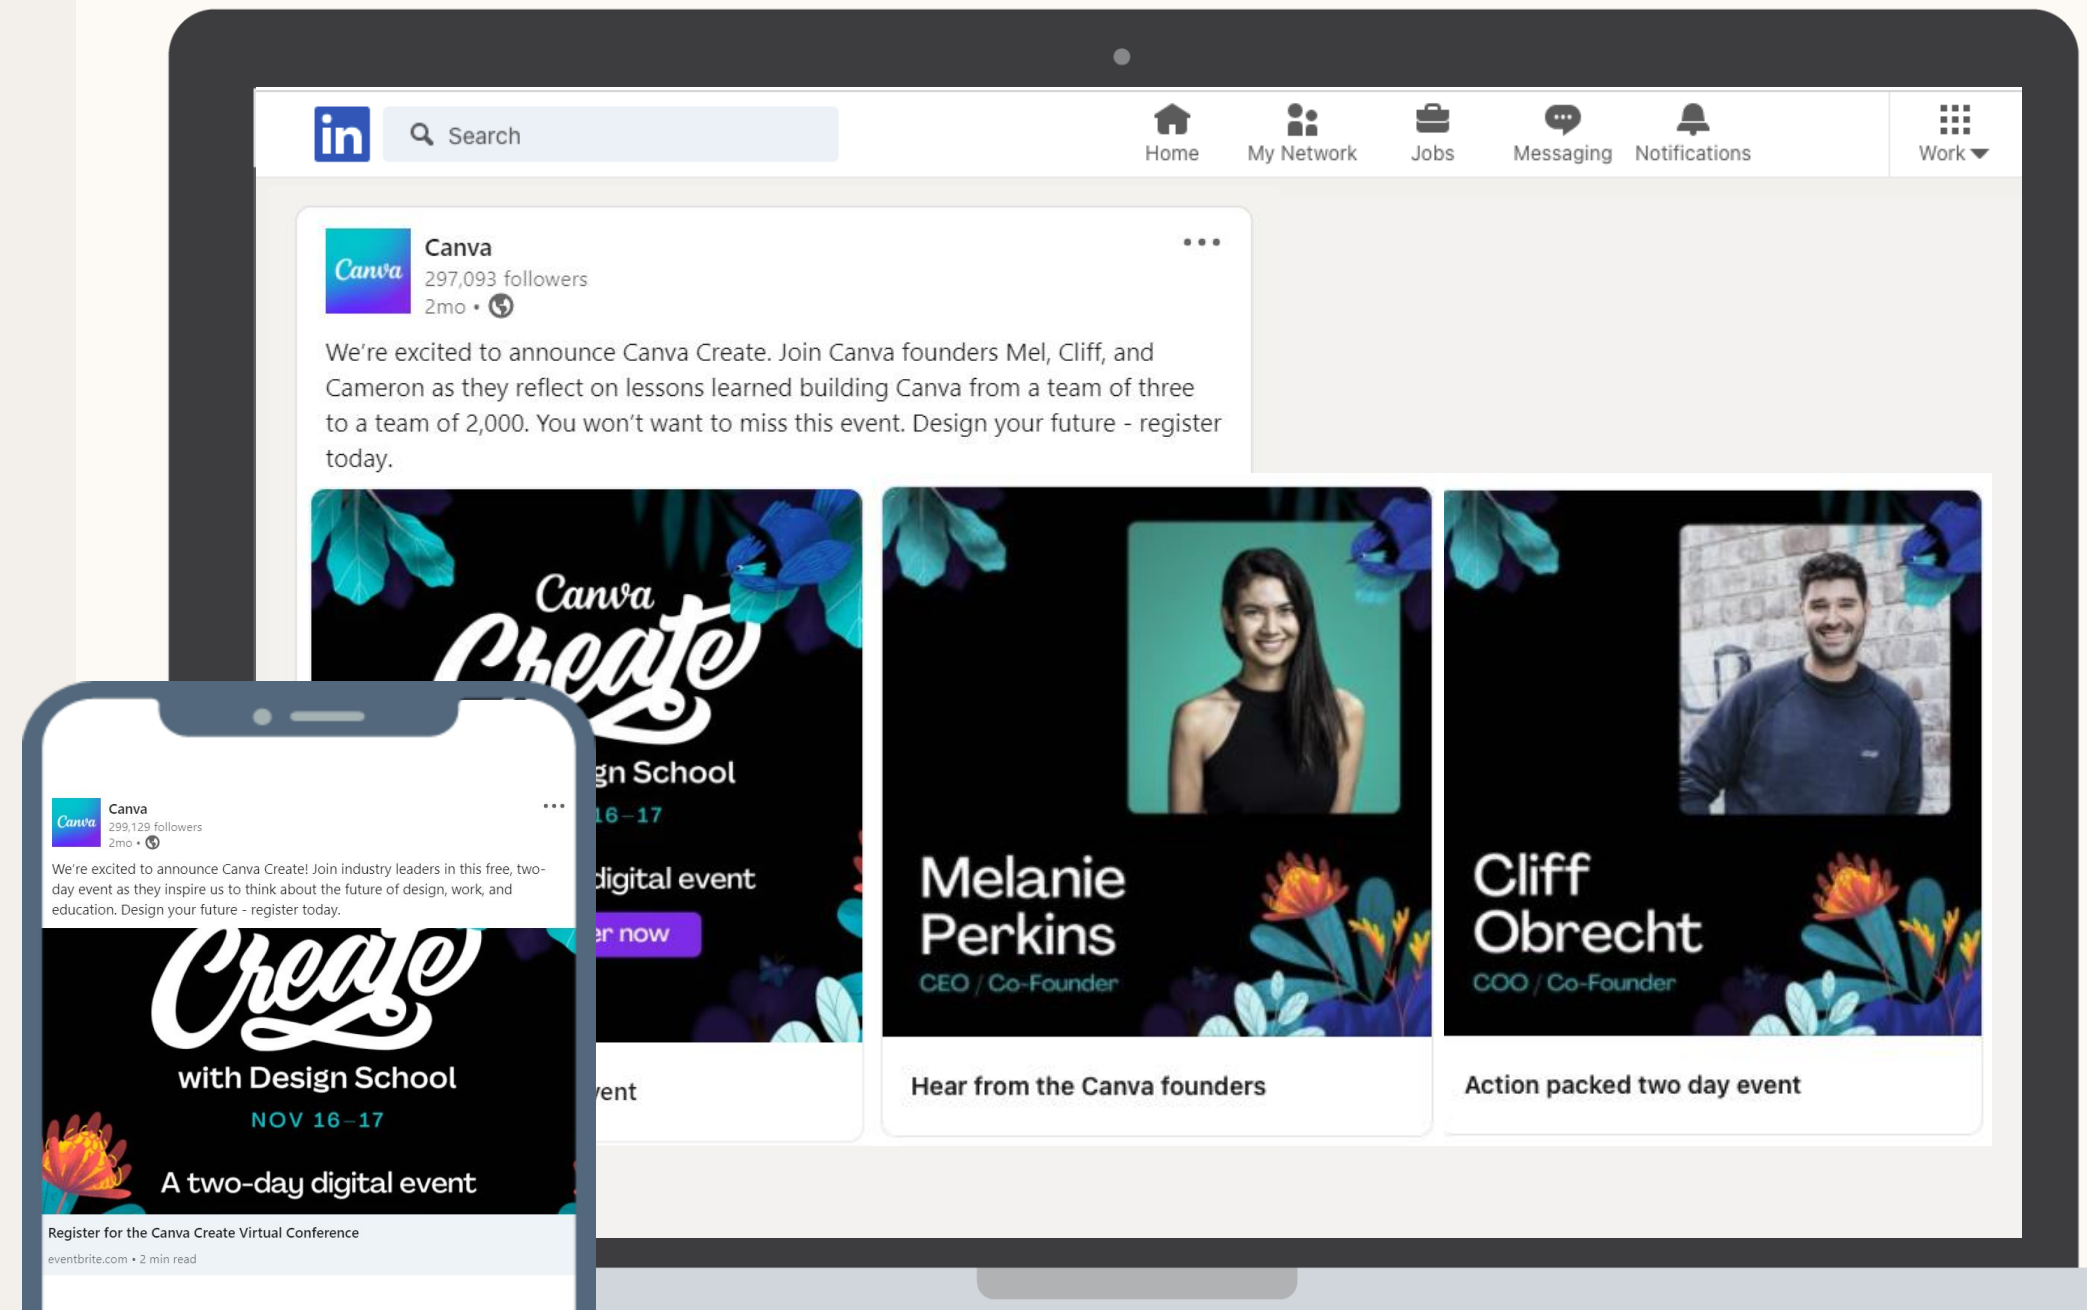 in
Search
Home
My Network
Jobs
Messaging
Notifications
Work
Canva
Canva
297,093 followers
2mo •
We're excited to announce Canva Create. Join Canva founders Mel, Cliff, and
Cameron as they reflect on lessons learned building Canva from a team of three
to a team of 2,000. You won't want to miss this event. Design your future - register
today.
Canva
Create
School
16–17
digital event
now
Melanie
Perkins
CEO / Co-Founder
Hear from the Canva founders
Cliff
Obrecht
COO / Co-Founder
Action packed two day event
Canva
Canva
299,129 followers
2mo •
We're excited to announce Canva Create! Join industry leaders in this free, two-
day event as they inspire us to think about the future of design, work, and
education. Design your future - register today.
Create
with Design School
NOV 16–17
A two-day digital event
Register for the Canva Create Virtual Conference
eventbrite.com • 2 min read